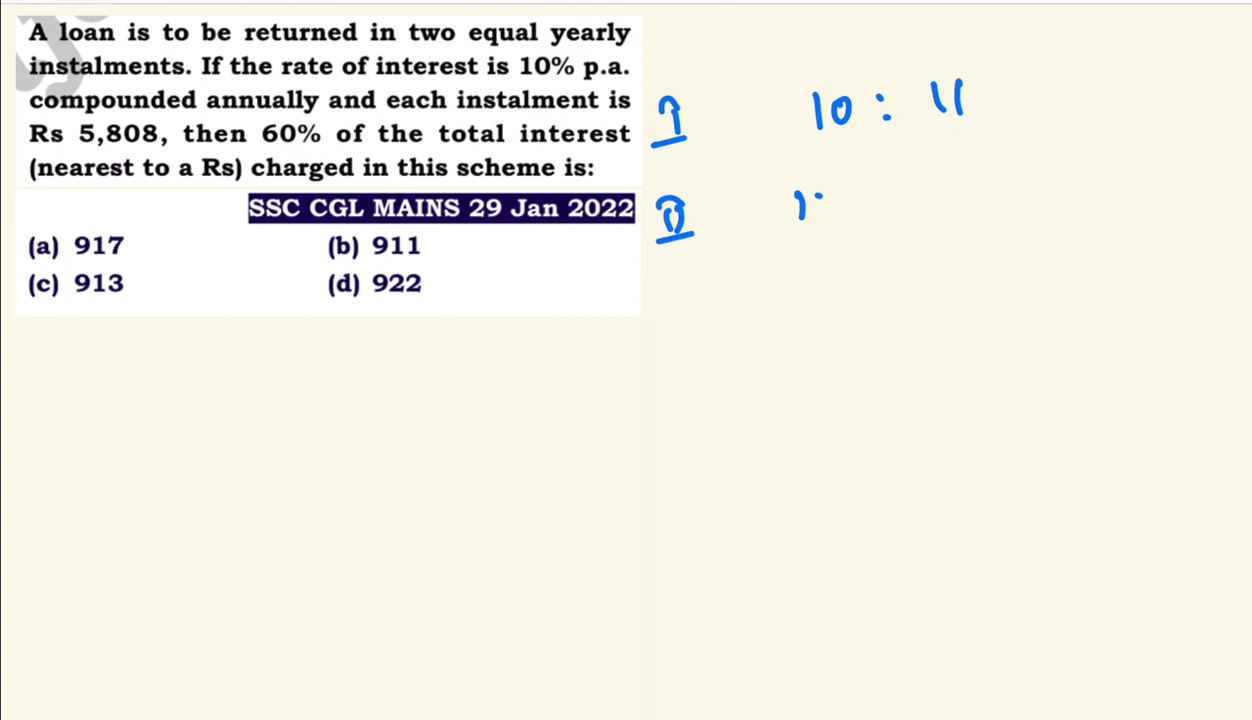 A loan is to be returned in two equal yearly
instalments. If the rate of interest is 10% p.a.
compounded annually and each instalment is
Rs 5,808, then 60% of the total interest
(nearest to a Rs) charged in this scheme is:
SSC CGL MAINS 29 Jan 2022
(a) 917 (b) 911
(c) 913 (d) 922
I 10 : 11
II